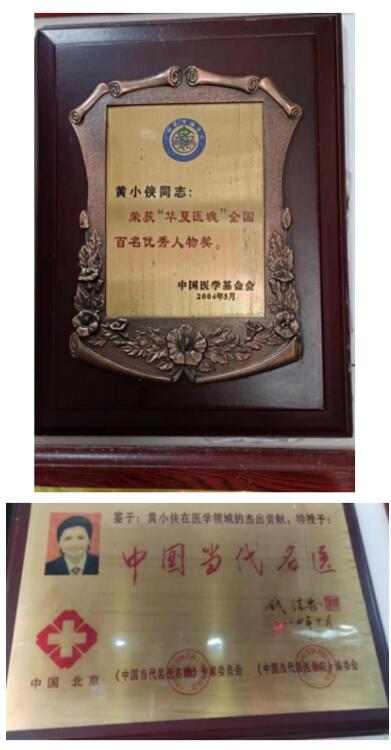 黄小侠同志：
荣获“华夏医魂”全国
百名优秀人物奖。
中国医学基金会
2004年5月
鉴于：黄小侠在医学领域的杰出贡献，特授予：
中国当代名医
中国 北京
《中国当代名医名院》专家委员会 、《中国当代名医名院》编委会